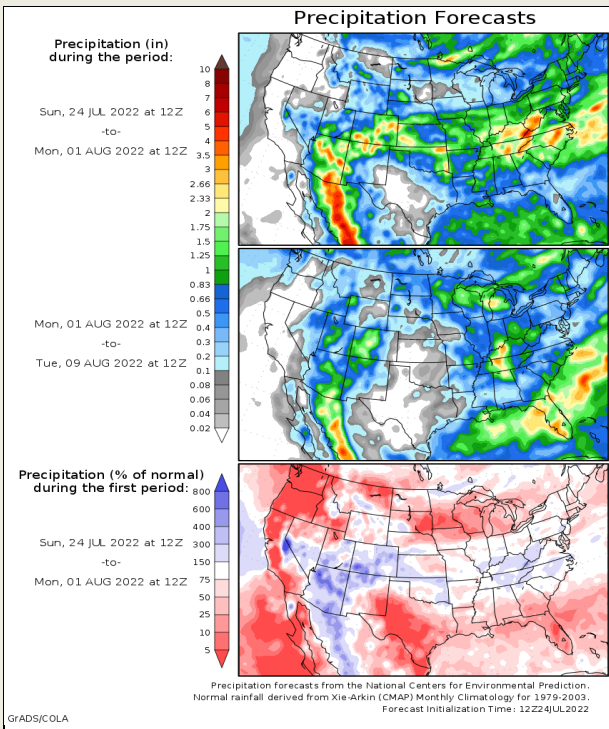 Precipitation Forecasts
Precipitation (in)
during the period:
Sun, 24 JUL 2022 at 12Z
-to-
Mon, 01 AUG 2022 at 12Z
Mon, 01 AUG 2022 at 12Z
-to-
Tue, 09 AUG 2022 at 12Z
10
8
7
6
5
4
3.5
3
2.66
2.33
2
1.75
1.5
1.25
1
0.83
0.66
0.5
0.4
0.3
0.2
0.1
0.08
0.06
0.04
0.02
Precipitation (% of normal)
during the first period:
Sun, 24 JUL 2022 at 12Z
-to-
Mon, 01 AUG 2022 at 12Z
800
600
400
300
150
75
50
25
10
5
Precipitation forecasts from the National Centers for Environmental Prediction.
Normal rainfall derived from Xie-Arkin (CMAP) Monthly Climatology for 1979-2003.
Forecast Initialization Time: 12Z24JUL2022
GrADS/COLA